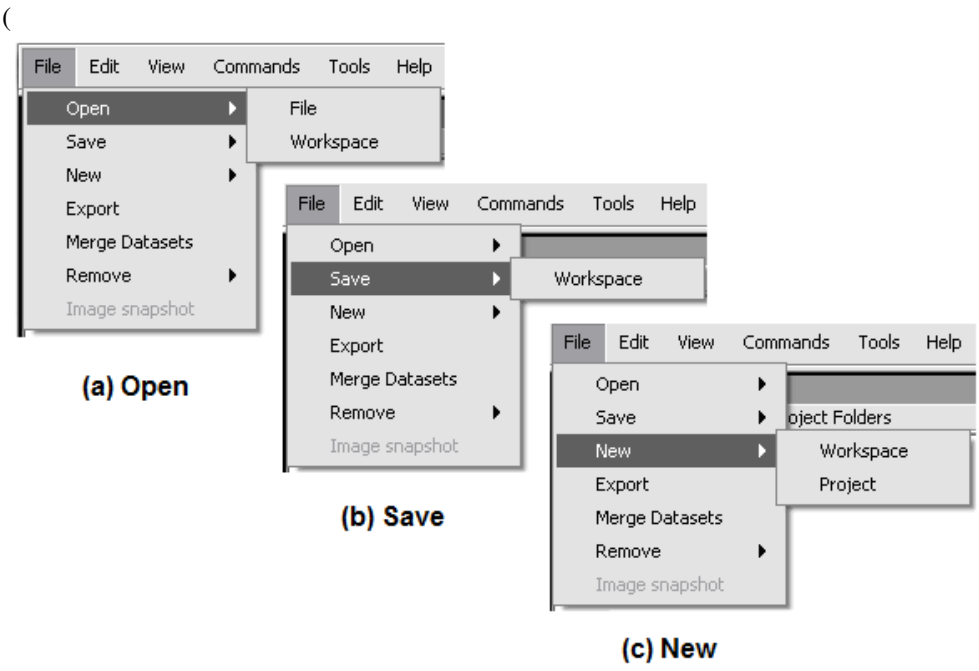 (
File Edit View Commands Tools Help
Open File
Save Workspace
New
Export
Merge Datasets
Remove
Image snapshot
(a) Open
File Edit View Commands Tools Help
Open
Save Workspace
New
Export
Merge Datasets
Remove
Image snapshot
(b) Save
File Edit View Commands Tools Help
Open
Save oject Folders
New Workspace
Export Project
Merge Datasets
Remove
Image snapshot
(c) New